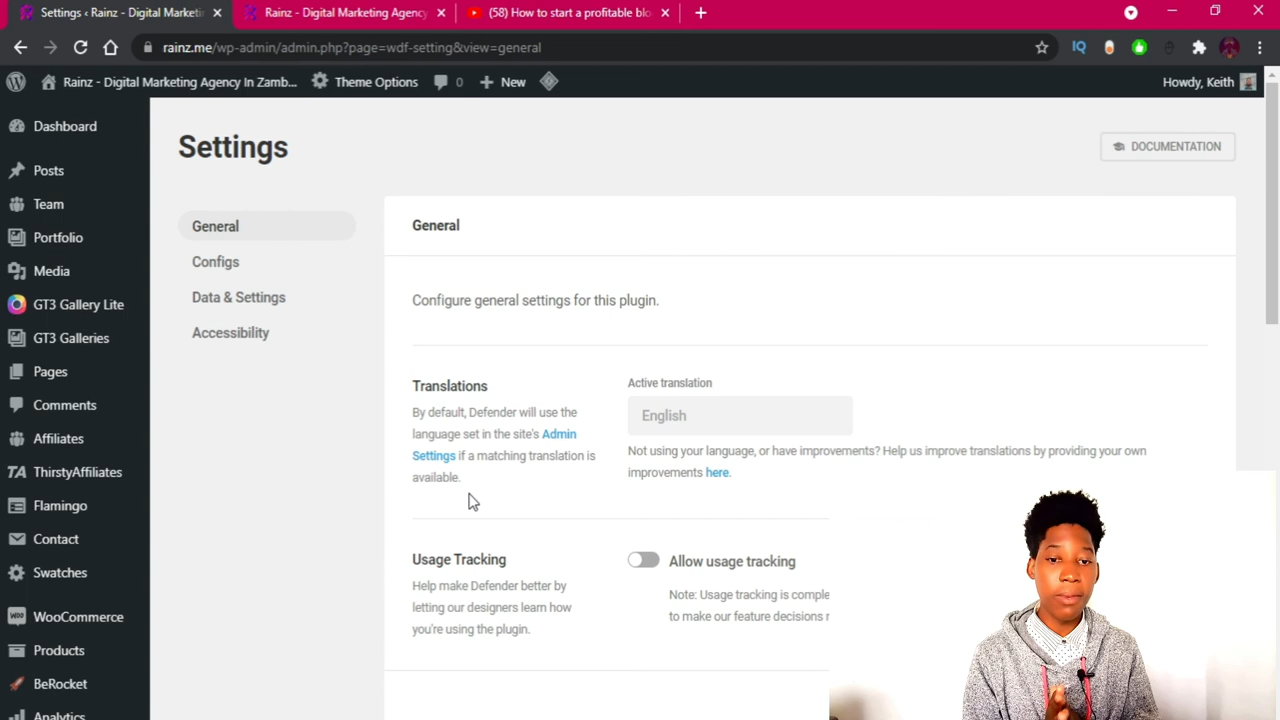 Settings ‹ Rainz - Digital Marketi
Rainz - Digital Marketing Agency
(58) How to start a profitable blo
rainz.me/wp-admin/admin.php?page=wdf-setting&view=general
IQ
Rainz - Digital Marketing Agency In Zamb...
Theme Options
0
New
Howdy, Keith
Dashboard
Posts
Team
Portfolio
Media
GT3 Gallery Lite
GT3 Galleries
Pages
Comments
Affiliates
TA
ThirstyAffiliates
Flamingo
Contact
Swatches
WOO
WooCommerce
Products
BeRocket
Analytics
Settings
DOCUMENTATION
General
Configs
Data & Settings
Accessibility
General
Configure general settings for this plugin.
Translations
By default, Defender will use the
language set in the site's Admin
Settings if a matching translation is
available.
Active translation
English
Not using your language, or have improvements? Help us improve translations by providing your own
improvements here.
Usage Tracking
Help make Defender better by
letting our designers learn how
you're using the plugin.
Allow usage tracking
Note: Usage tracking is comple
to make our feature decisions